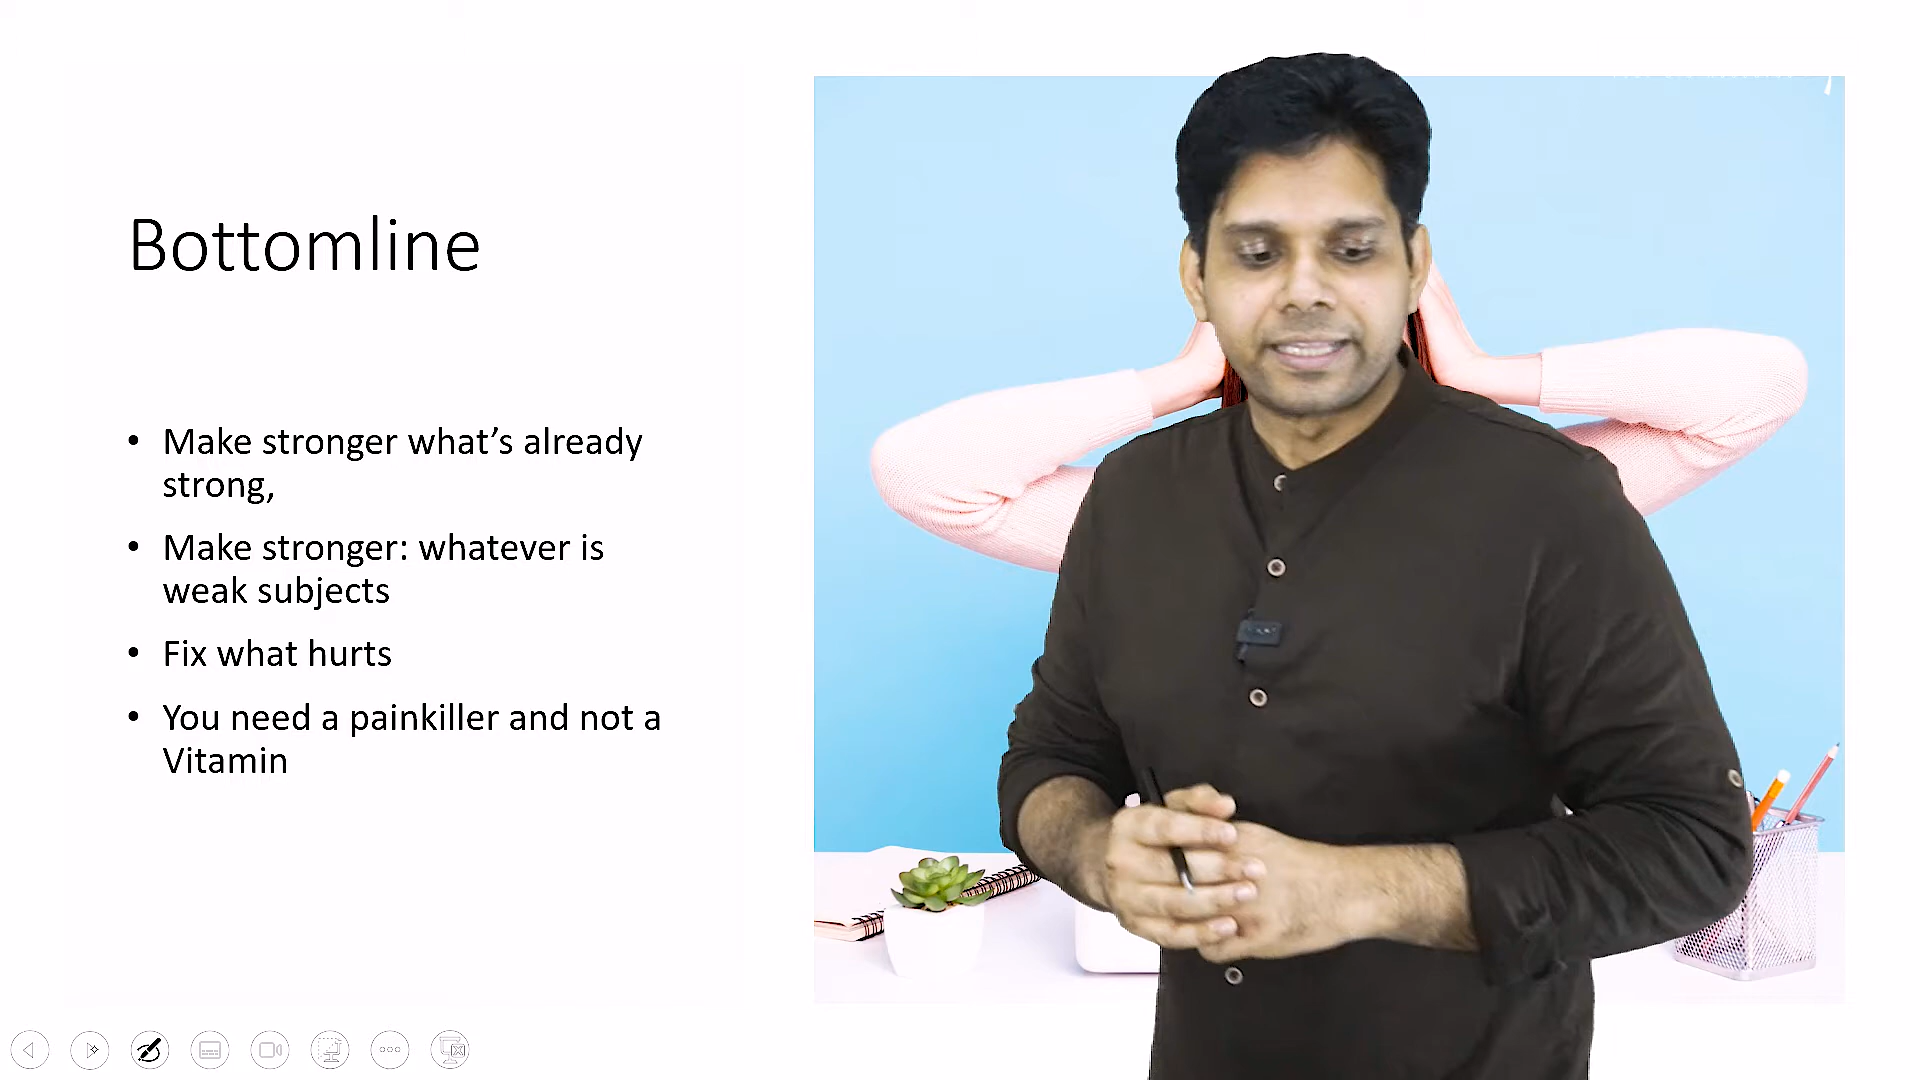 Bottomline
• Make stronger what's already
strong,
• Make stronger: whatever is
weak subjects
• Fix what hurts
• You need a painkiller and not a
Vitamin